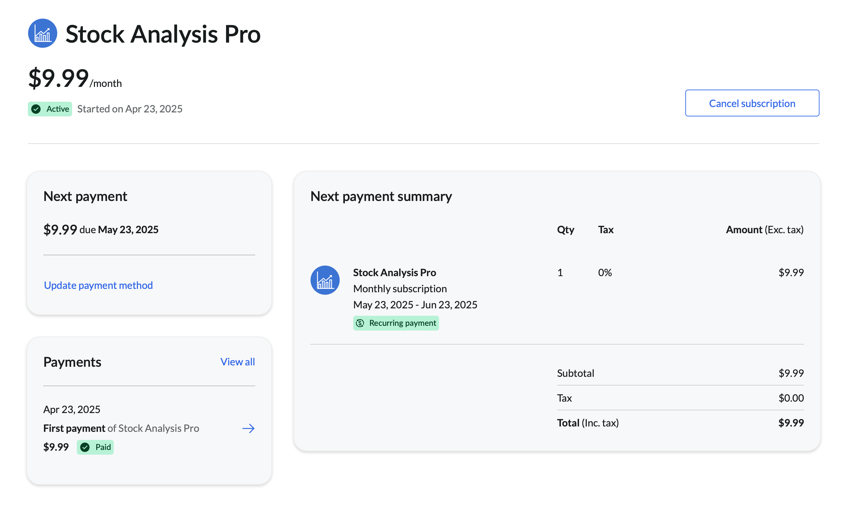 Stock Analysis Pro
$9.99/month
Active Started on Apr 23, 2025
Cancel subscription
Next payment
$9.99 due May 23, 2025
Update payment method
Payments View all
Apr 23, 2025
First payment of Stock Analysis Pro
$9.99 Paid
Next payment summary
Qty Tax Amount (Exc. tax)
Stock Analysis Pro 1 0% $9.99
Monthly subscription
May 23, 2025 - Jun 23, 2025
Recurring payment
Subtotal $9.99
Tax $0.00
Total (Inc. tax) $9.99